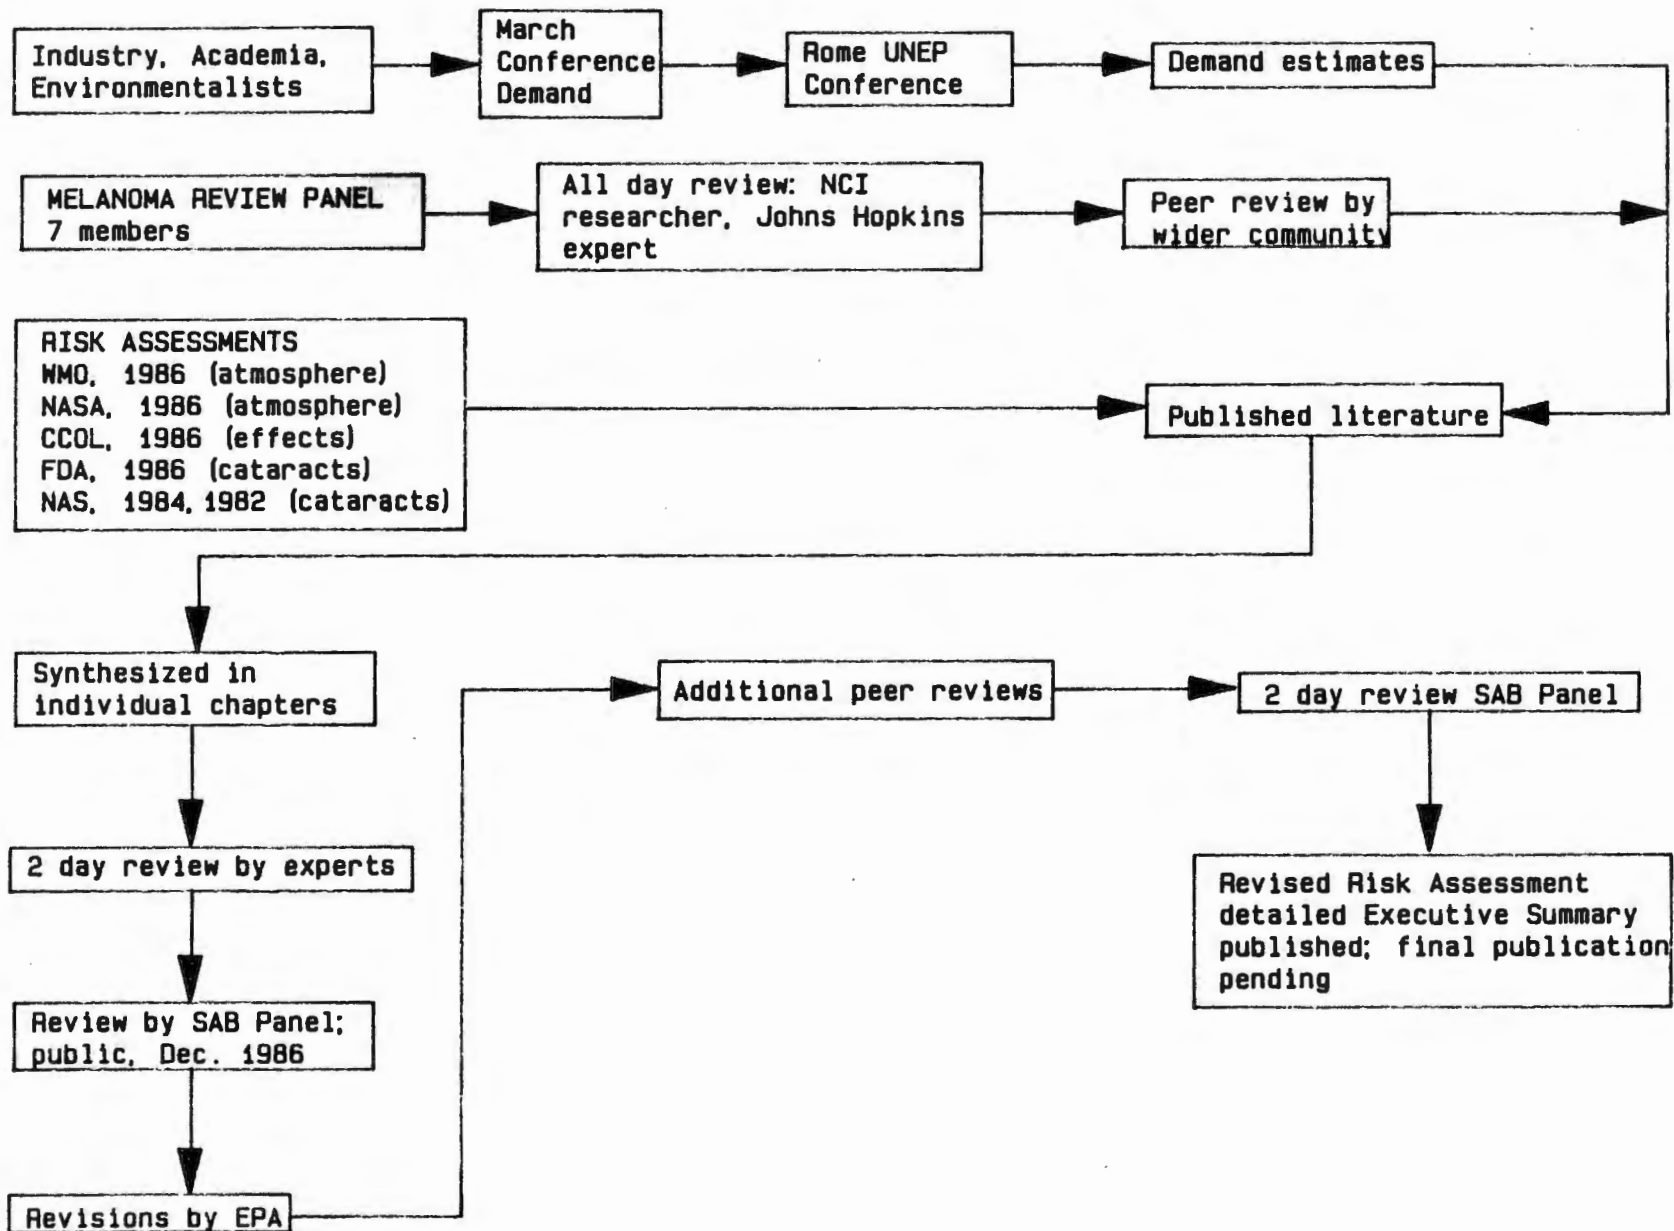 Industry, Academia,
Environmentalists
March
Conference
Demand
Rome UNEP
Conference
Demand estimates
MELANOMA REVIEW PANEL
7 members
All day review: NCI
researcher, Johns Hopkins
expert
Peer review by
wider community
RISK ASSESSMENTS
WMO, 1986 (atmosphere)
NASA, 1986 (atmosphere)
CCOL, 1986 (effects)
FDA, 1986 (cataracts)
NAS, 1984, 1982 (cataracts)
Published literature
Synthesized in
individual chapters
Additional peer reviews
2 day review SAB Panel
2 day review by experts
Revised Risk Assessment
detailed Executive Summary
published; final publication
pending
Review by SAB Panel;
public, Dec. 1986
Revisions by EPA